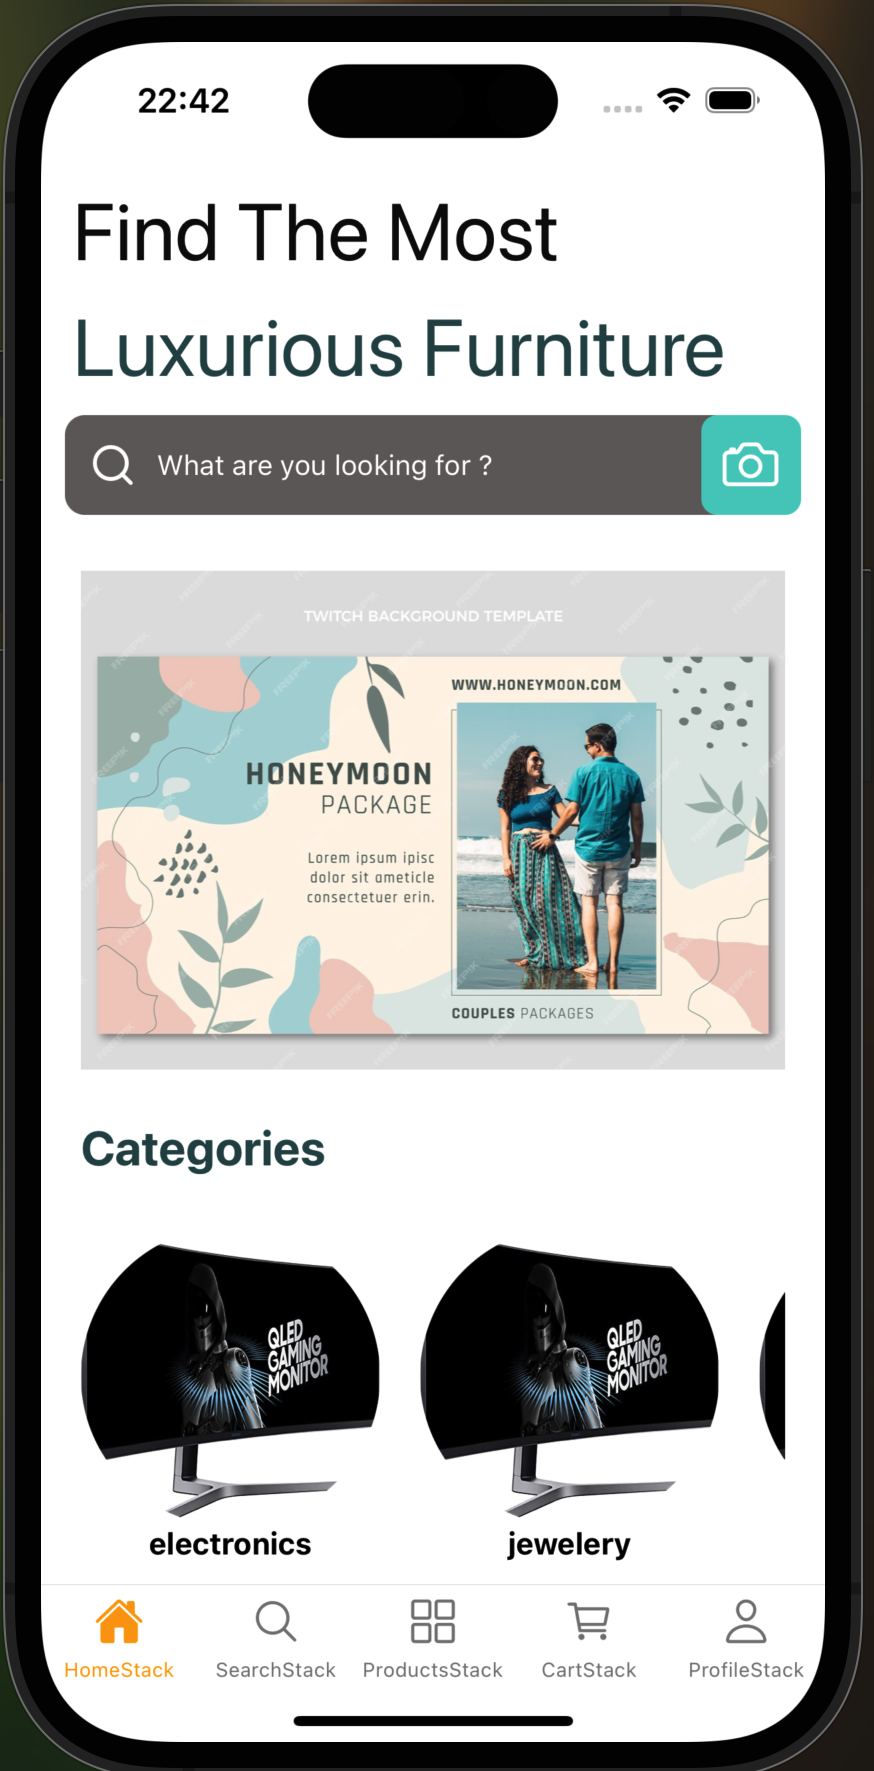 22:42
Find The Most
Luxurious Furniture
What are you looking for ?
TWITCH BACKGROUND TEMPLATE
WWW.HONEYMOON.COM
HONEYMOON
PACKAGE
Lorem ipsum ipisc
dolor sit ameticle
consectetuer erin.
COUPLES PACKAGES
Categories
QLED
GAMING
MONITOR
QLED
GAMING
MONITOR
electronics
jewelery
HomeStack
SearchStack
ProductsStack
CartStack
ProfileStack